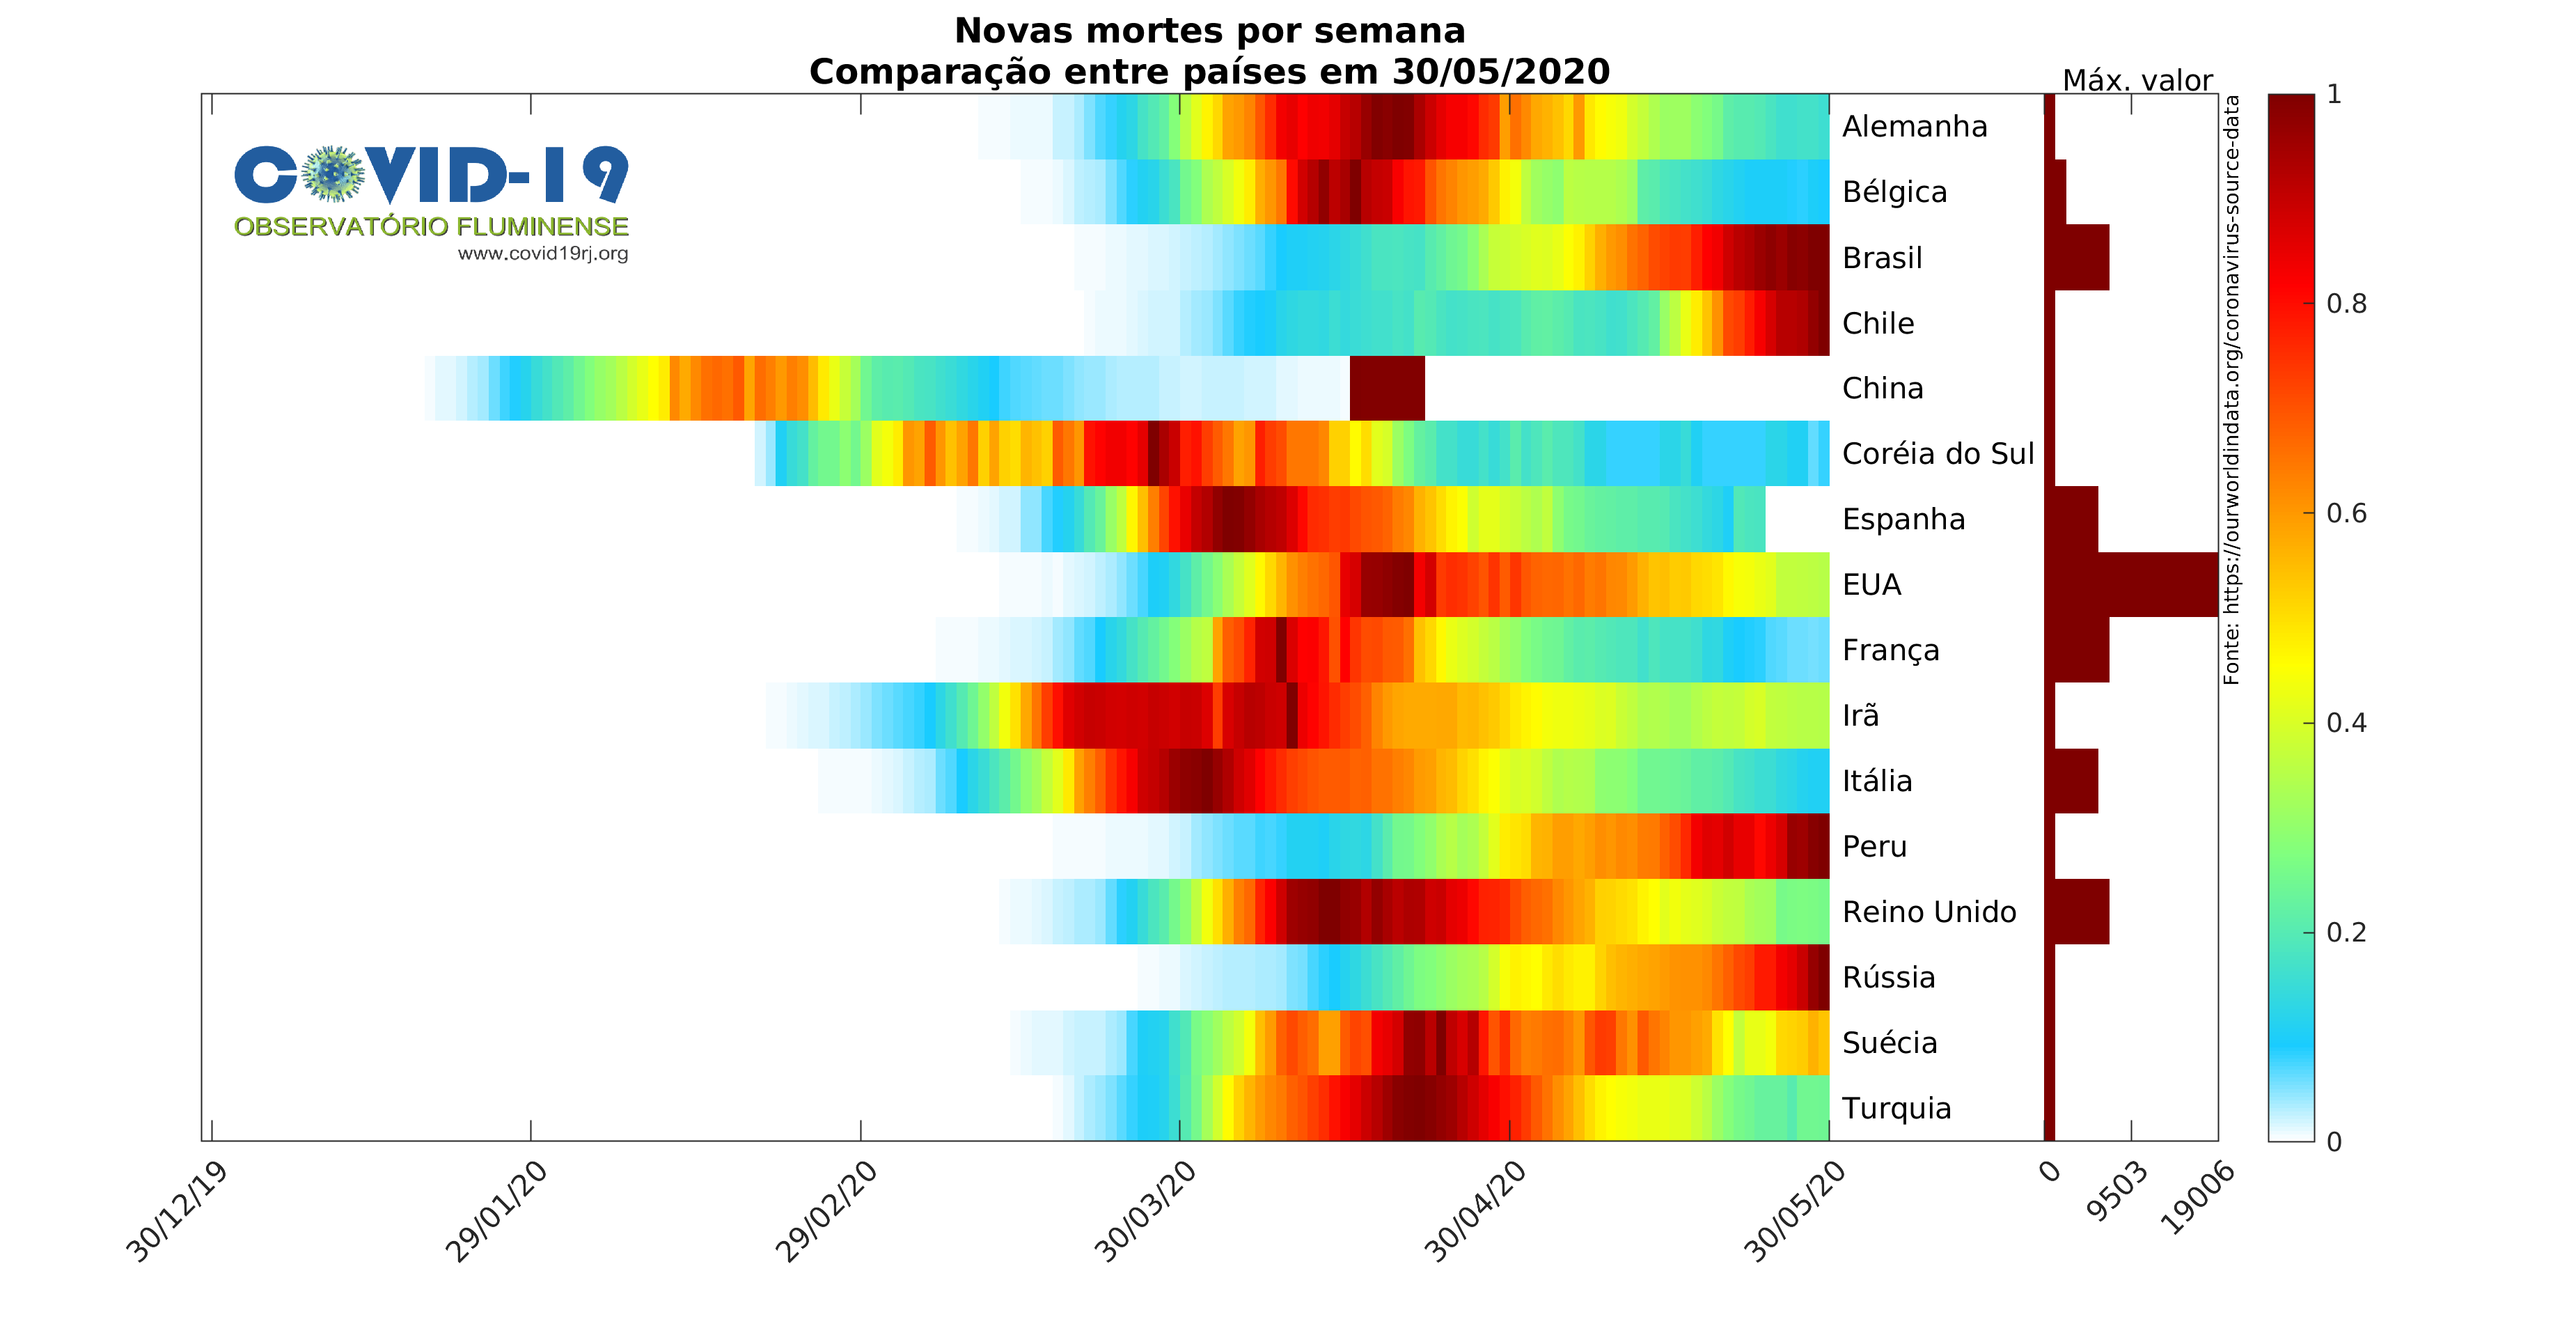 Novas mortes por semana
Comparação entre países em 30/05/2020
Máx. valor
COVID-19
OBSERVATÓRIO FLUMINENSE
www.covid19rj.org
Alemanha
Bélgica
Brasil
Chile
China
Coréia do Sul
Espanha
EUA
França
Irã
Itália
Peru
Reino Unido
Rússia
Suécia
Turquia
Fonte: https://ourworldindata.org/coronavirus-source-data
1
0.8
0.6
0.4
0.2
0
30/12/19
29/01/20
29/02/20
30/03/20
30/04/20
30/05/20
0
9503
19006